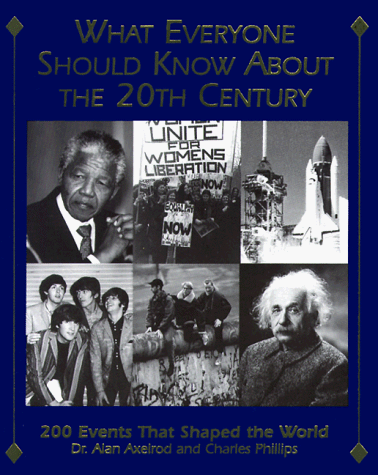 WHAT EVERYONE
SHOULD KNOW ABOUT
THE 20TH CENTURY
UNITE
FOR
WOMENS
LIBERATION
NOW
EQUALITY
NOW
200 Events That Shaped the World
Dr. Alan Axelrod and Charles Phillips